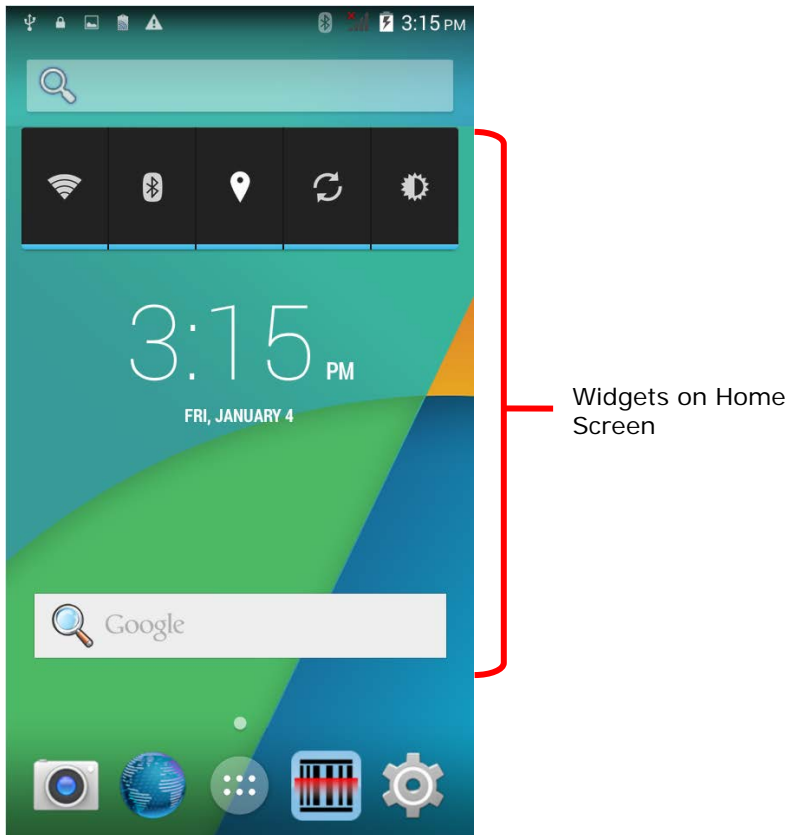 3:15 PM
3:15 PM
FRI, JANUARY 4
Widgets on Home
Screen
Google